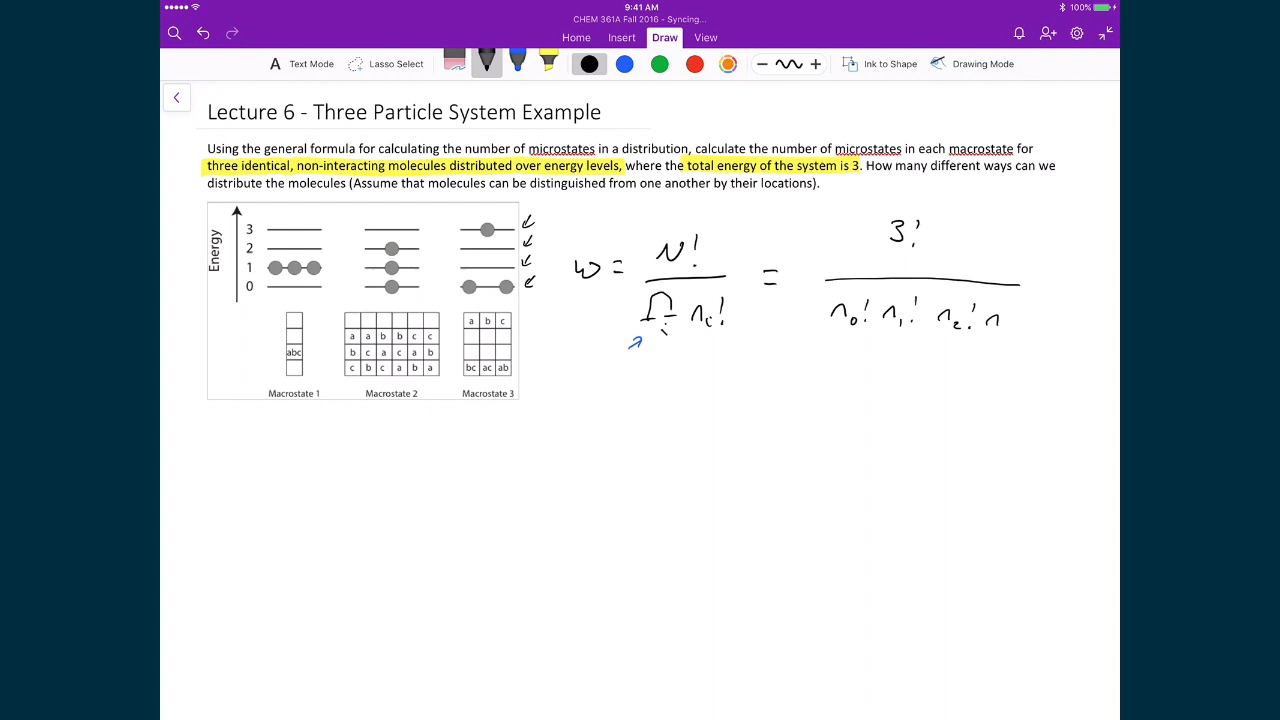 9:41 AM
100%
CHEM 361A Fall 2016 - Syncing...
Home Insert Draw View
A Text Mode Lasso Select Ink to Shape Drawing Mode
Lecture 6 - Three Particle System Example
Using the general formula for calculating the number of microstates in a distribution, calculate the number of microstates in each macrostate for
three identical, non-interacting molecules distributed over energy levels, where the total energy of the system is 3. How many different ways can we
distribute the molecules (Assume that molecules can be distinguished from one another by their locations).
Energy
3
2
1
0
a b c
a a b b c c
abc b c a c a b
c b c a b a bc ac ab
Macrostate 1 Macrostate 2 Macrostate 3
W = N! / ∏i ni! = 3! / n0! n1! n2! n